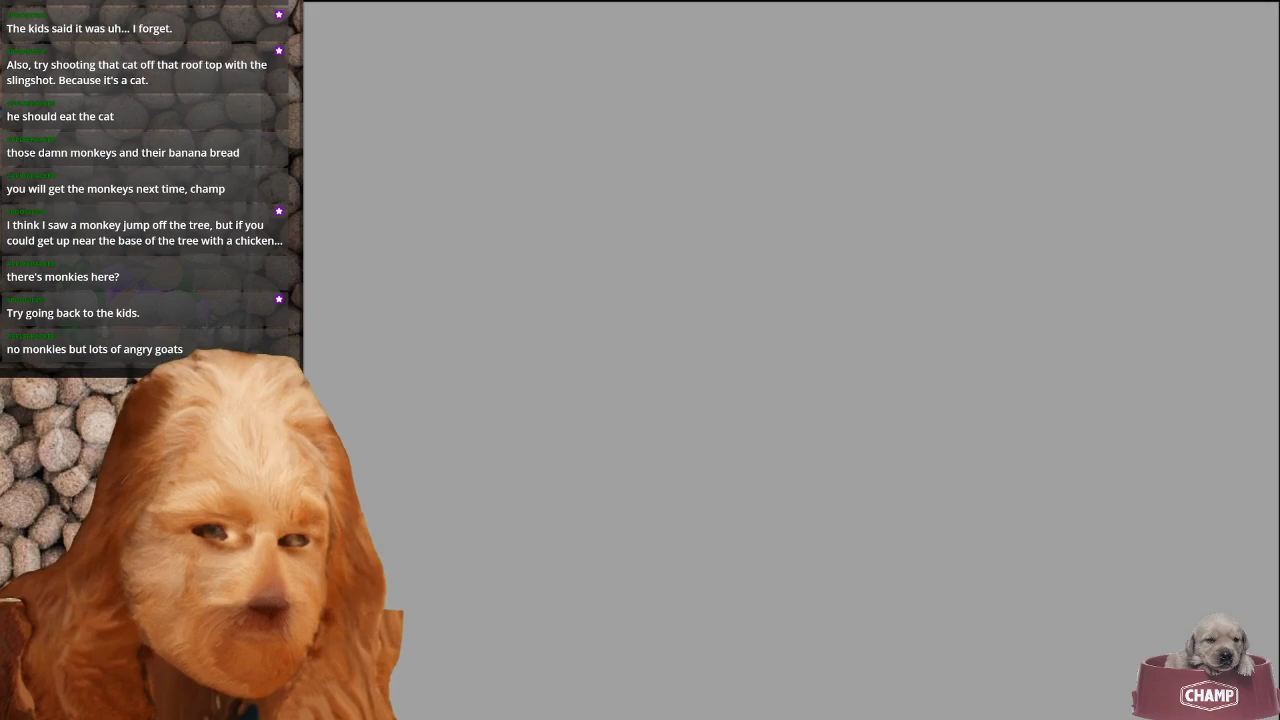 The kids said it was uh... I forget.
Also, try shooting that cat off that roof top with the
slingshot. Because it's a cat.
he should eat the cat
those damn monkeys and their banana bread
you will get the monkeys next time, champ
I think I saw a monkey jump off the tree, but if you
could get up near the base of the tree with a chicken...
there's monkies here?
Try going back to the kids.
no monkies but lots of angry goats
CHAMP